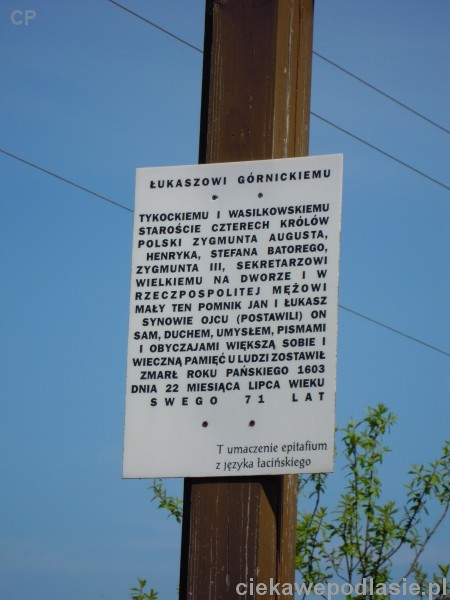 CP
ŁUKASZOWI GÓRNICKIEMU
TYKOCKIEMU I WASILKOWSKIEMU
STAROŚCIE CZTERECH KRÓLÓW
POLSKI ZYGMUNTA AUGUSTA,
HENRYKA, STEFANA BATOREGO,
ZYGMUNTA III, SEKRETARZOWI
WIELKIEMU NA DWORZE I W
RZECZPOSPOLITEJ MĘŻOWI
MAŁY TEN POMNIK JAN I ŁUKASZ
SYNOWIE OJCU (POSTAWILI) ON
SAM, DUCHEM, UMYSŁEM, PISMAMI
I OBYCZAJAMI WIĘKSZĄ SOBIE I
WIECZNĄ PAMIĘĆ U LUDZI ZOSTAWIŁ
ZMARŁ ROKU PAŃSKIEGO 1603
DNIA 22 MIESIĄCA LIPCA WIEKU
SWEGO 71 LAT
T umaczenie epitafium
z języka łacińskiego
ciekawepodlasie.pl